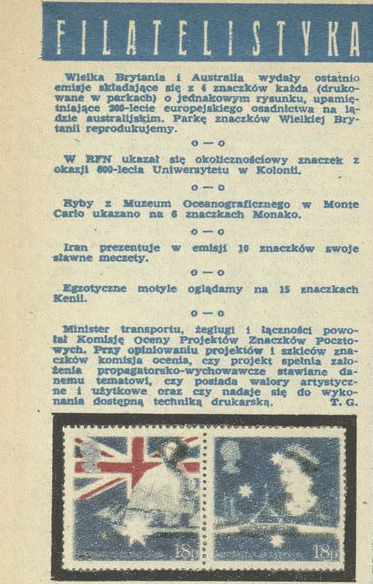 FILATELISTYKA
Wielka Brytania i Australia wydały ostatnio
emisje składające się z 4 znaczków każda (druko-
wane w parkach) o jednakowym rysunku, upamię-
tniające 200-lecie europejskiego osadnictwa na lą-
dzie australijskim. Parkę znaczków Wielkiej Bry-
tanii reprodukujemy.
o — o
W RFN ukazał się okolicznościowy znaczek z
okazji 600-lecia Uniwersytetu w Kolonii.
o — o
Ryby z Muzeum Oceanograficznego w Monte
Carlo ukazano na 6 znaczkach Monako.
o — o
Iran prezentuje w emisji 10 znaczków swoje
sławne meczety.
o — o
Egzotyczne motyle oglądamy na 15 znaczkach
Kenii.
o — o
Minister transportu, żeglugi i łączności powo-
łał Komisję Oceny Projektów Znaczków Poczto-
wych. Przy opiniowaniu projektów i szkiców zna-
czków komisja ocenia, czy projekt spełnia zało-
żenia propagatorsko-wychowawcze stawiane da-
nemu tematowi, czy posiada walory artystycz-
ne i użytkowe oraz czy nadaje się do wyko-
nania dostępną techniką drukarską. T. G.
18p 18p